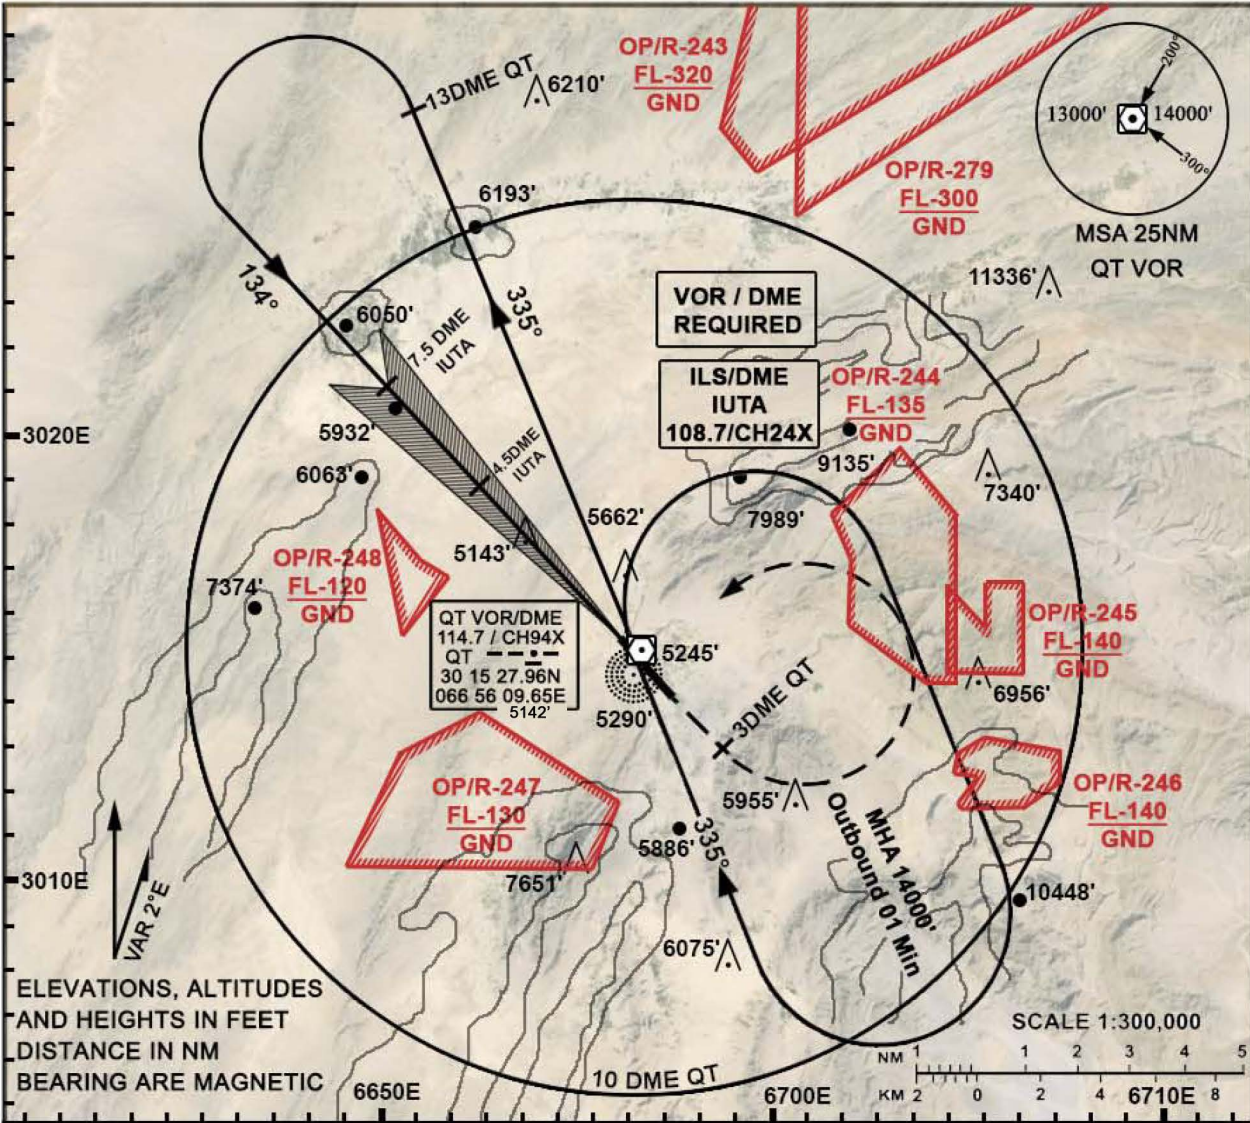 OP/R-243
FL-320
GND
13DME QT
6210'
200°
13000'
14000'
300°
MSA 25NM
QT VOR
OP/R-279
FL-300
GND
6193'
134°
335°
11336'
VOR / DME
REQUIRED
6050'
7.5 DME
IUTA
ILS/DME
IUTA
108.7/CH24X
OP/R-244
FL-135
GND
3020E
5932'
4.5DME
IUTA
9135'
6063'
7340'
5662'
7989'
5143'
OP/R-248
FL-120
GND
7374'
QT VOR/DME
114.7 / CH94X
QT
30 15 27.96N
066 56 09.65E
5142'
5245'
5290'
OP/R-245
FL-140
GND
6956'
3DME QT
5955'
OP/R-247
FL-130
GND
OP/R-246
FL-140
GND
MHA 14000'
Outbound 01 Min
5886'
335°
7651'
3010E
10448'
VAR 2°E
6075'
ELEVATIONS, ALTITUDES
AND HEIGHTS IN FEET
DISTANCE IN NM
BEARING ARE MAGNETIC
SCALE 1:300,000
NM 1 1 2 3 4 5
KM 2 0 2 4 8
10 DME QT
6650E
6700E
6710E